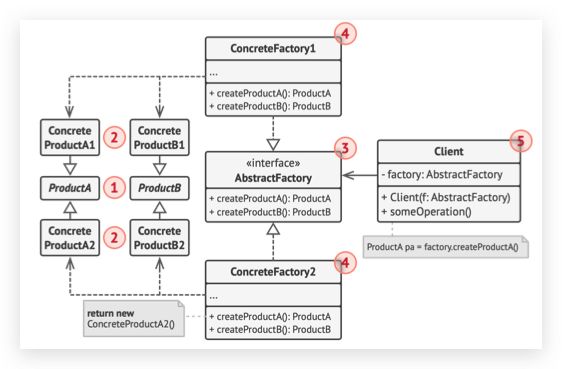 4
ConcreteFactory1
...
+ createProductA(): ProductA
+ createProductB(): ProductB
Concrete
ProductA1
2
Concrete
ProductB1
3
«interface»
AbstractFactory
+ createProductA(): ProductA
+ createProductB(): ProductB
5
Client
- factory: AbstractFactory
+ Client(f: AbstractFactory)
+ someOperation()
ProductA
1
ProductB
Concrete
ProductA2
2
Concrete
ProductB2
ProductA pa = factory.createProductA()
4
ConcreteFactory2
...
+ createProductA(): ProductA
+ createProductB(): ProductB
return new
ConcreteProductA2()